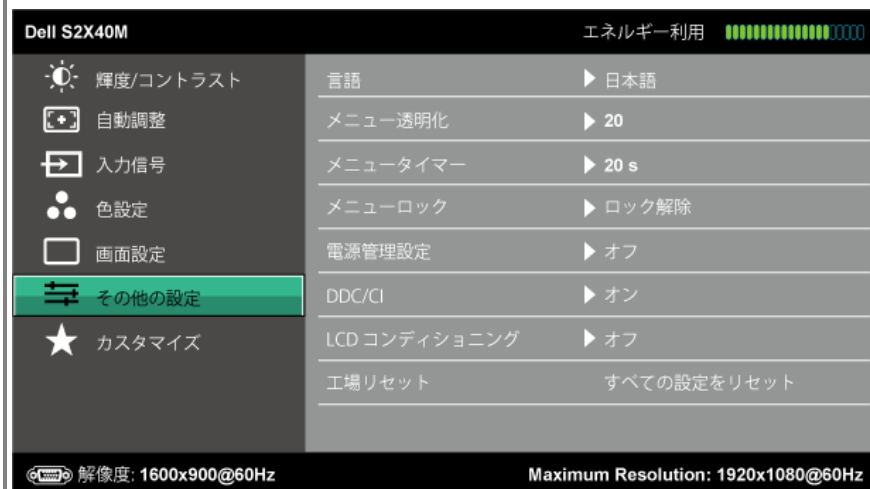 Dell S2X40M エネルギー利用
輝度/コントラスト
自動調整
入力信号
色設定
画面設定
その他の設定
カスタマイズ
言語 日本語
メニュー透明化 20
メニュータイマー 20 s
メニューロック ロック解除
電源管理設定 オフ
DDC/CI オン
LCD コンディショニング オフ
工場リセット すべての設定をリセット
解像度: 1600x900@60Hz Maximum Resolution: 1920x1080@60Hz